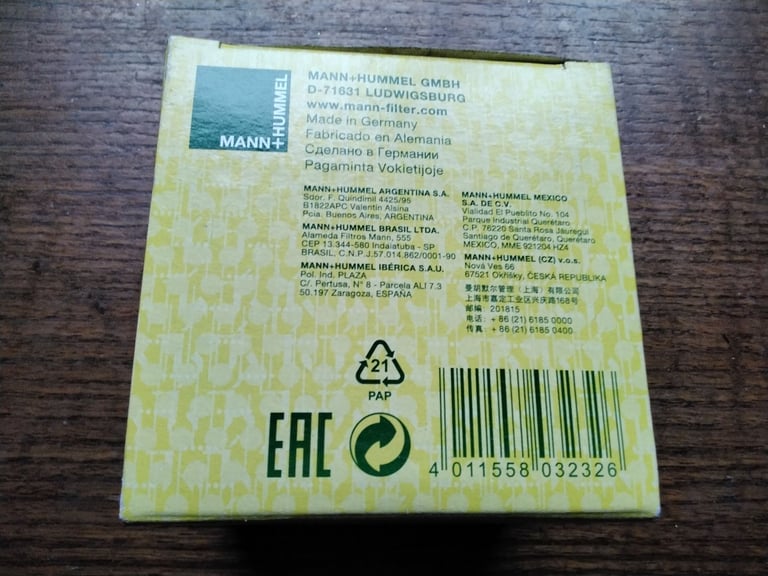 MANN+HUMMEL
MANN+HUMMEL GMBH
D-71631 LUDWIGSBURG
www.mann-filter.com
Made in Germany
Fabricado en Alemania
Сделано в Германии
Pagaminta Vokietijoje
MANN+HUMMEL ARGENTINA S.A.
Sdor. F. Quindimil 4425/95
B1822APC Valentin Alsina
Pcia. Buenos Aires, ARGENTINA
MANN+HUMMEL BRASIL LTDA.
Alameda Filtros Mann, 555
CEP 13.344-580 Indaiatuba - SP
BRASIL, C.N.P.J.57.014.862/0001-90
MANN+HUMMEL IBÉRICA S.A.U.
Pol. Ind. PLAZA
C/. Pertusa, Nº 8 - Parcela ALI 7.3
50.197 Zaragoza, ESPAÑA
MANN+HUMMEL MEXICO
S.A. DE C.V.
Vialidad El Pueblito No. 104
Parque Industrial Querétaro
C.P. 76220 Santa Rosa Jáuregui
Santiago de Querétaro, Querétaro
MEXICO, MME 921204 HZ4
MANN+HUMMEL (CZ) v.o.s.
Nová Ves 66
67521 Okříšky, ČESKÁ REPUBLIKA
曼胡默尔管理（上海）有限公司
上海市嘉定工业区兴庆路168号
邮编: 201815
电话: + 86 (21) 6185 0000
传真: + 86 (21) 6185 0400
21
PAP
EAC
4 011558 032326